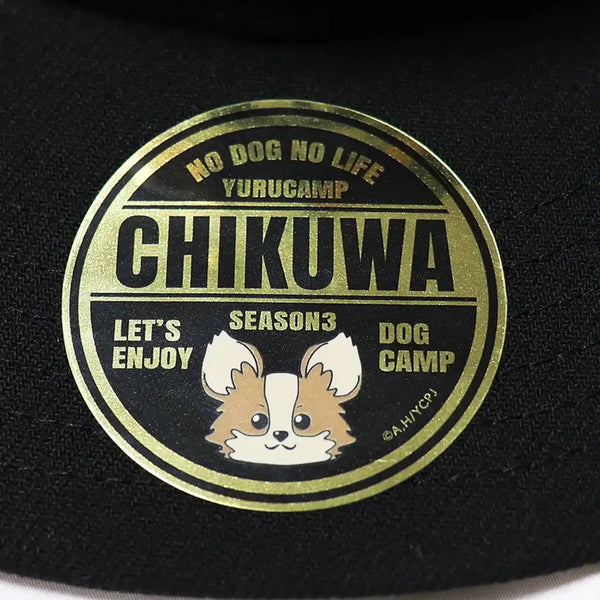 NO DOG NO LIFE
YURUCAMP
CHIKUWA
SEASON3
LET'S
ENJOY
DOG
CAMP
©A.H/YCPJ